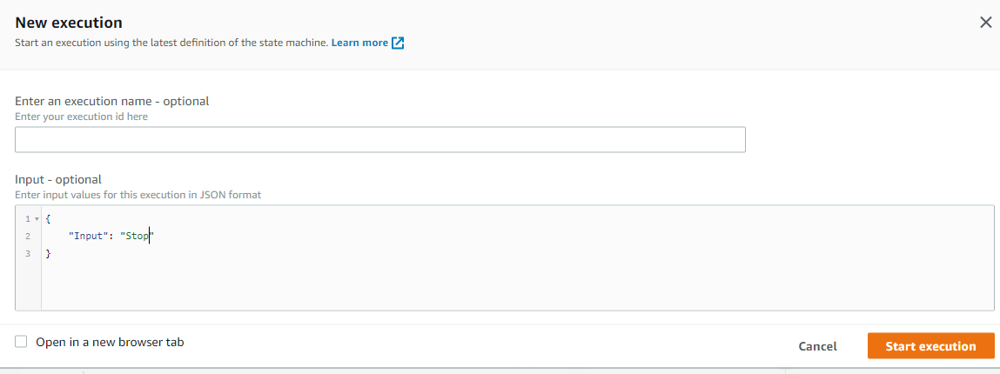 New execution
Start an execution using the latest definition of the state machine. Learn more
Enter an execution name - optional
Enter your execution id here
Input - optional
Enter input values for this execution in JSON format
1 {
2 "Input": "Stop"
3 }
Open in a new browser tab
Cancel
Start execution